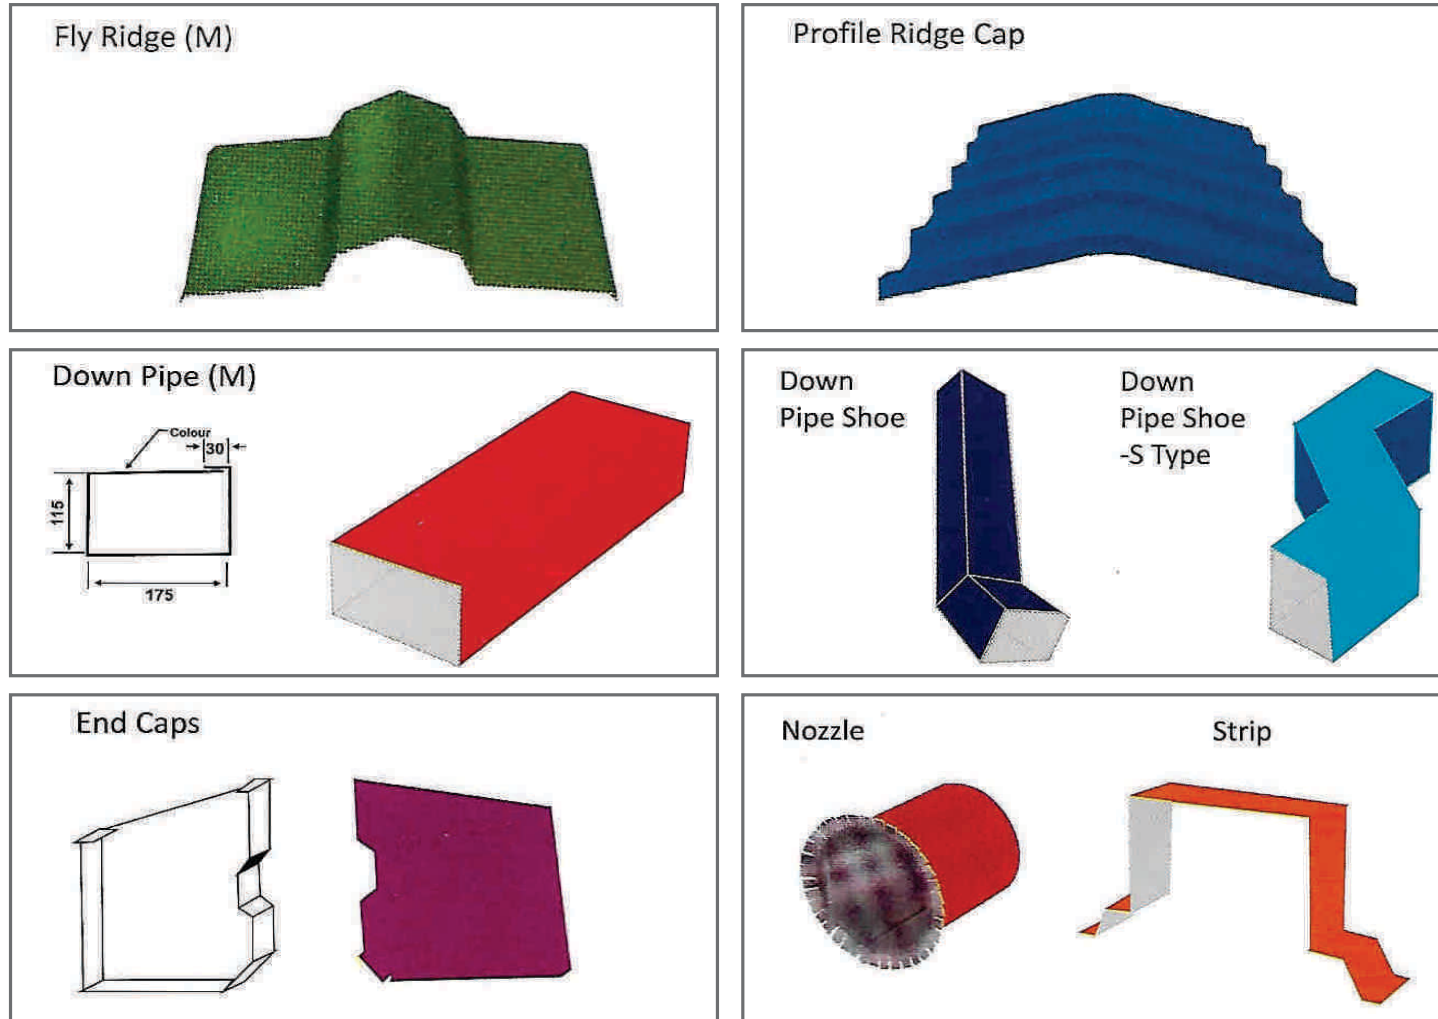 Fly Ridge (M)
Profile Ridge Cap
Down Pipe (M)
Colour
30
115
175
Down
Pipe Shoe
Down
Pipe Shoe
-S Type
End Caps
Nozzle
Strip